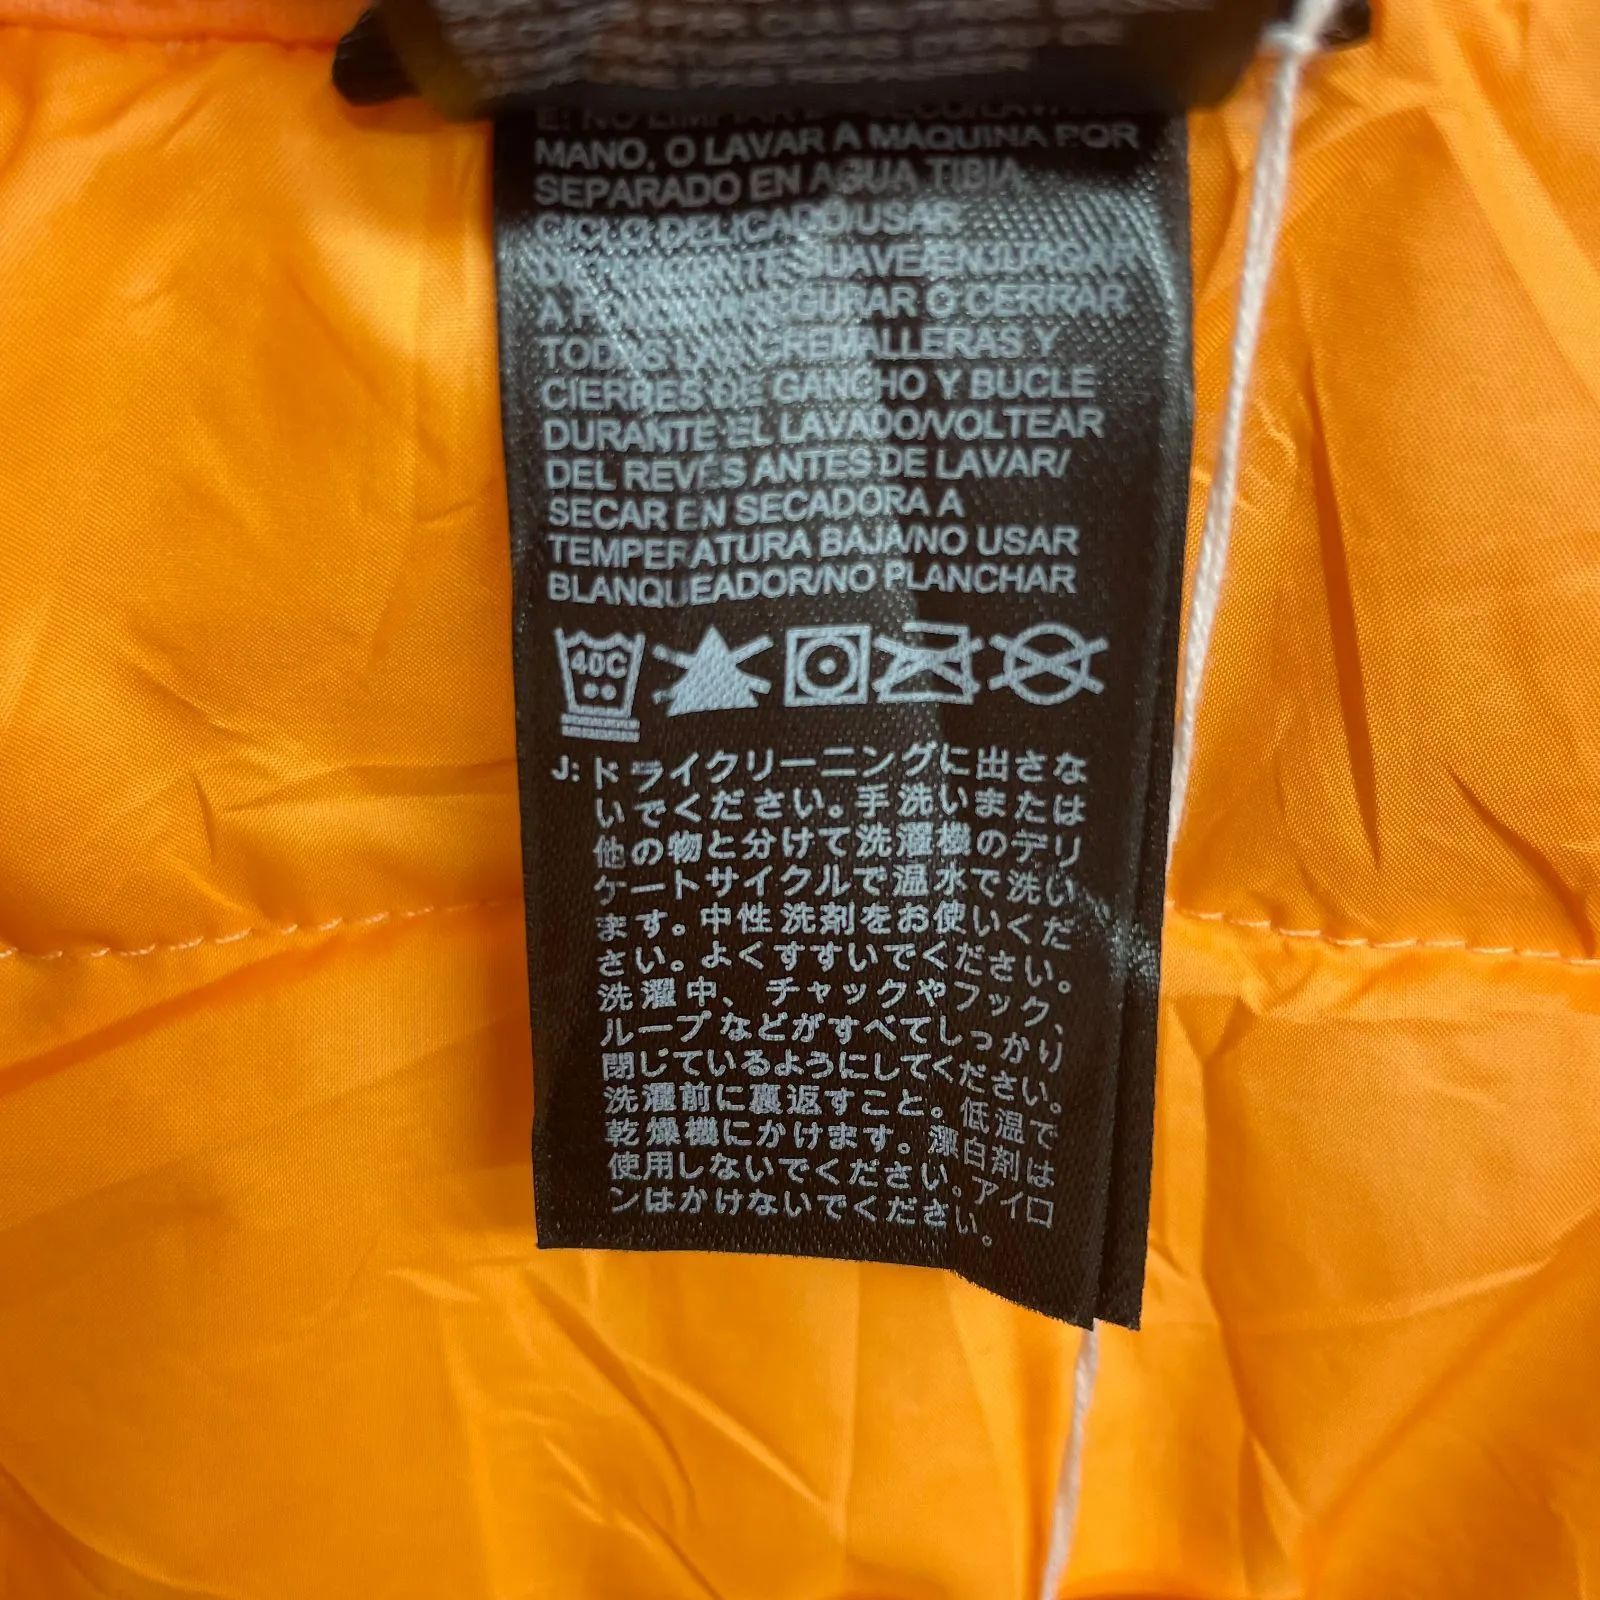 E: NO LIMPIAR
MANO, O LAVAR A MÁQUINA POR
SEPARADO EN AGUA TIBIA,
CICLO DELICADO/USAR
DETERGENTE SUAVE/ENJUAGAR
A FONDO/ASEGURAR O CERRAR
TODAS LAS CREMALLERAS Y
CIERRES DE GANCHO Y BUCLE
DURANTE EL LAVADO/VOLTEAR
DEL REVÉS ANTES DE LAVAR/
SECAR EN SECADORA A
TEMPERATURA BAJA/NO USAR
BLANQUEADOR/NO PLANCHAR
40C
J: ドライクリーニングに出さな
いでください。手洗いまたは
他の物と分けて洗濯機のデリ
ケートサイクルで温水で洗い
ます。中性洗剤をお使いくだ
さい。よくすすいでください。
洗濯中、チャックやフック、
ループなどがすべてしっかり
閉じているようにしてください。
洗濯前に裏返すこと。低温で
乾燥機にかけます。漂白剤は
使用しないでください。アイロ
ンはかけないでください。